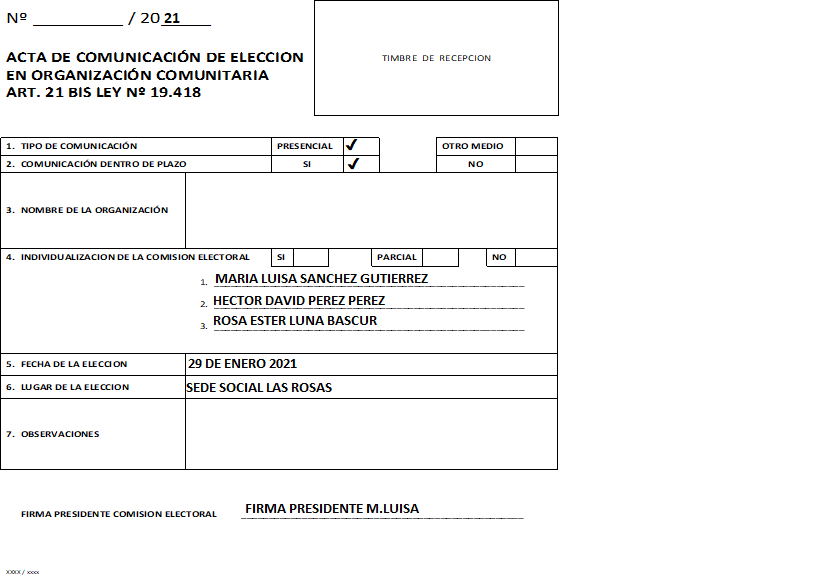 Nº ____________ / 20 21
ACTA DE COMUNICACIÓN DE ELECCION
EN ORGANIZACIÓN COMUNITARIA
ART. 21 BIS LEY Nº 19.418
TIMBRE DE RECEPCION
1. TIPO DE COMUNICACIÓN PRESENCIAL ✓ OTRO MEDIO
2. COMUNICACIÓN DENTRO DE PLAZO SI ✓ NO
3. NOMBRE DE LA ORGANIZACIÓN
4. INDIVIDUALIZACION DE LA COMISION ELECTORAL SI PARCIAL NO
1. MARIA LUISA SANCHEZ GUTIERREZ
2. HECTOR DAVID PEREZ PEREZ
3. ROSA ESTER LUNA BASCUR
5. FECHA DE LA ELECCION 29 DE ENERO 2021
6. LUGAR DE LA ELECCION SEDE SOCIAL LAS ROSAS
7. OBSERVACIONES
FIRMA PRESIDENTE COMISION ELECTORAL FIRMA PRESIDENTE M.LUISA
XXXX / xxxx